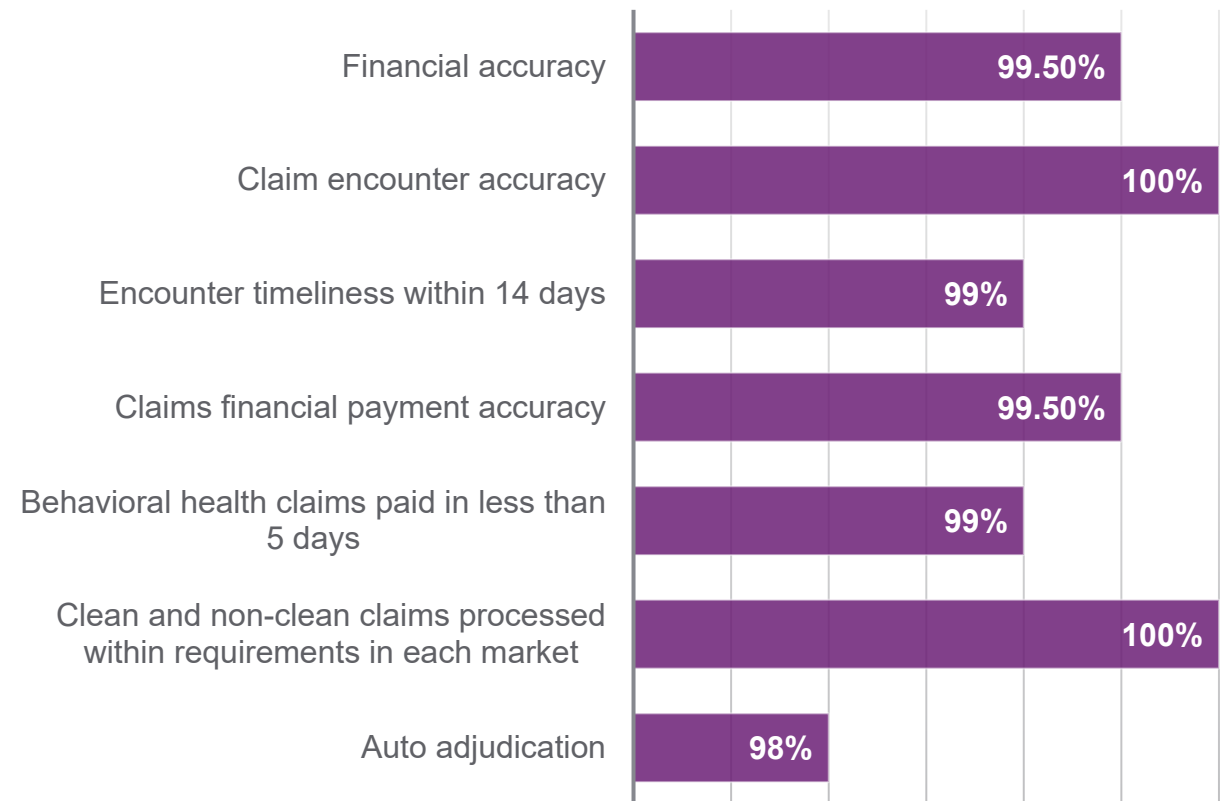 Financial accuracy
99.50%
Claim encounter accuracy
100%
Encounter timeliness within 14 days
99%
Claims financial payment accuracy
99.50%
Behavioral health claims paid in less than
5 days
99%
Clean and non-clean claims processed
within requirements in each market
100%
Auto adjudication
98%